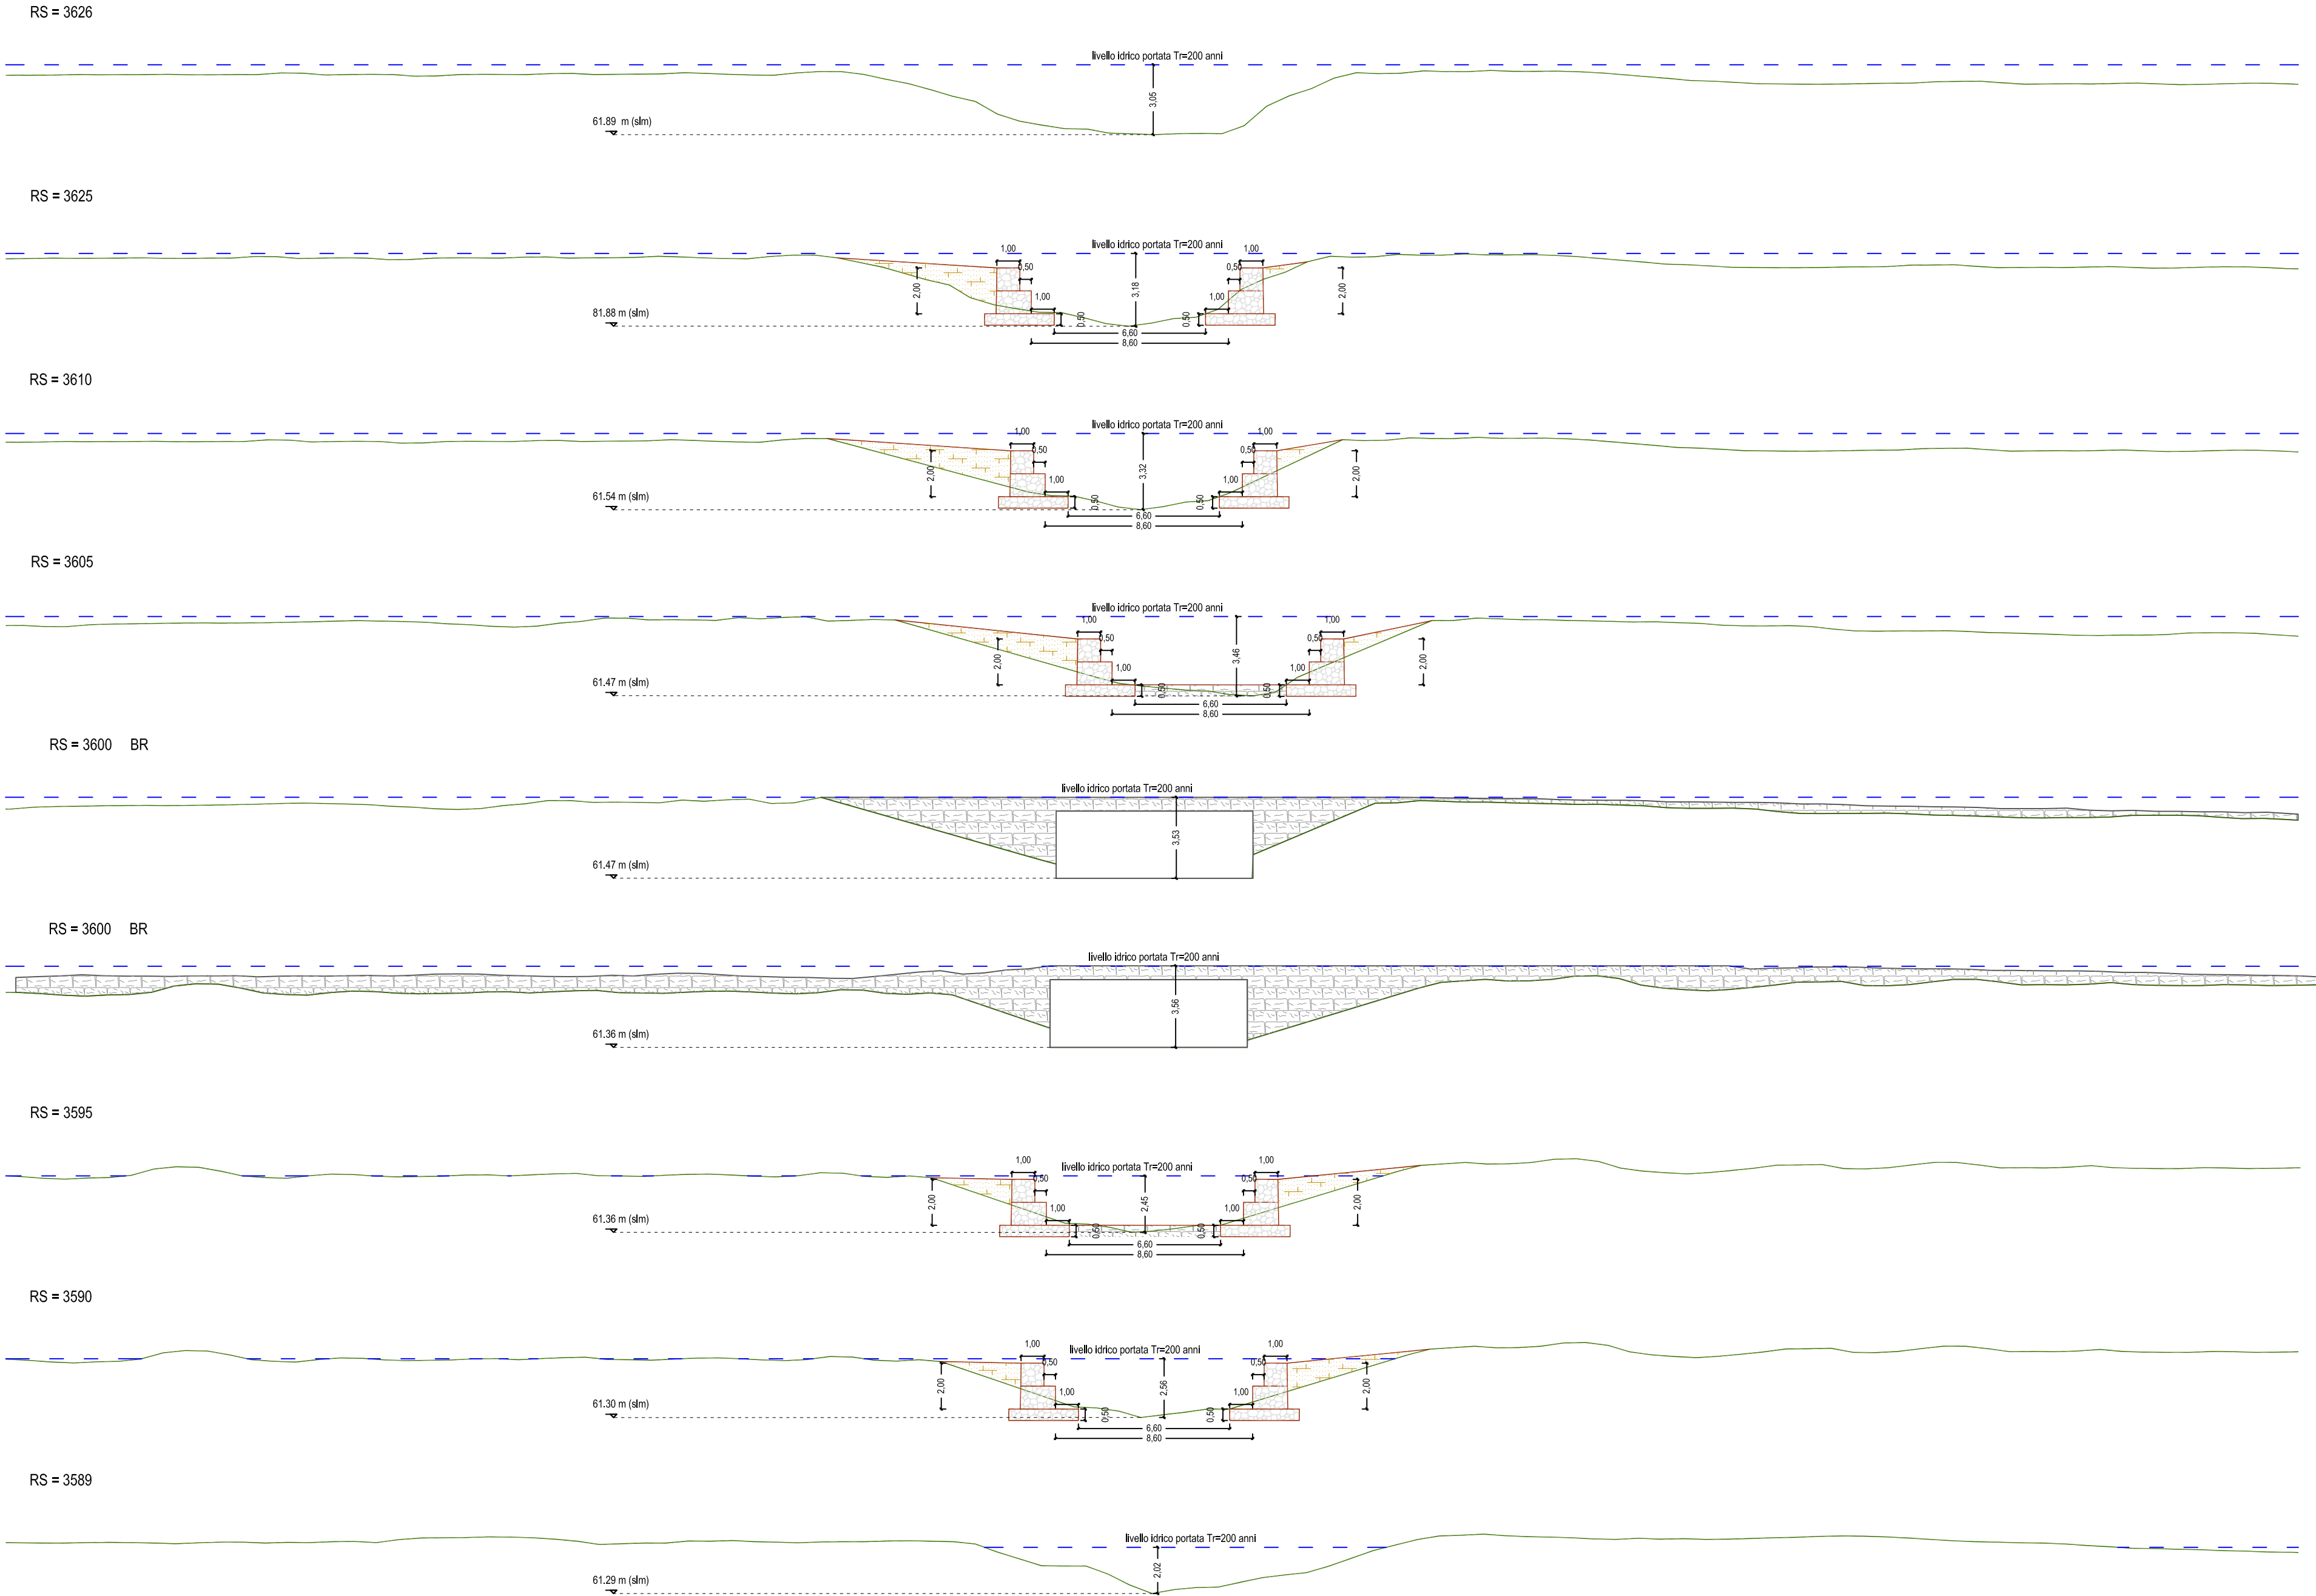 RS = 3626
livello idrico portata Tr=200 anni
3,05
61.89 m (slm)
RS = 3625
livello idrico portata Tr=200 anni
1,00
1,00
0,50
0,50
2,00
3,18
2,00
1,00
1,00
81.88 m (slm)
0,50
0,50
6,60
8,60
RS = 3610
livello idrico portata Tr=200 anni
1,00
1,00
0,50
0,50
2,00
3,32
2,00
1,00
1,00
61.54 m (slm)
0,50
0,50
6,60
8,60
RS = 3605
livello idrico portata Tr=200 anni
1,00
1,00
0,50
0,50
2,00
3,46
2,00
1,00
1,00
61.47 m (slm)
0,50
0,50
6,60
8,60
RS = 3600 BR
livello idrico portata Tr=200 anni
3,53
61.47 m (slm)
RS = 3600 BR
livello idrico portata Tr=200 anni
3,56
61.36 m (slm)
RS = 3595
livello idrico portata Tr=200 anni
1,00
1,00
0,50
0,50
2,00
2,45
2,00
1,00
1,00
61.36 m (slm)
0,50
0,50
6,60
8,60
RS = 3590
livello idrico portata Tr=200 anni
1,00
1,00
0,50
0,50
2,00
2,56
2,00
1,00
1,00
61.30 m (slm)
0,50
0,50
6,60
8,60
RS = 3589
livello idrico portata Tr=200 anni
2,02
61.29 m (slm)